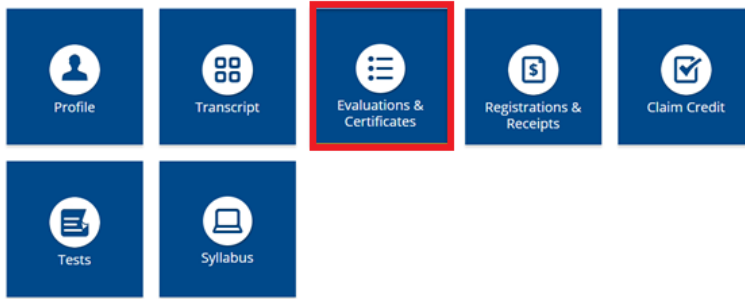 Profile
Transcript
Evaluations &
Certificates
Registrations &
Receipts
Claim Credit
Tests
Syllabus